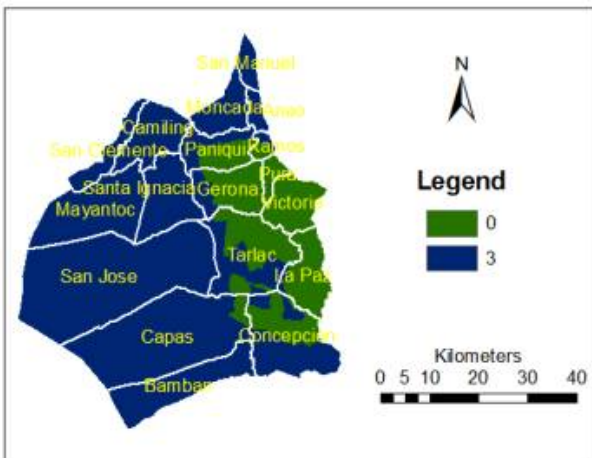 San Manuel
N
Moncada Anao
Camiling
San Clemente Paniqui Ramos
Legend
Santa Ignacia Gerona Pura
Mayantoc Victoria
0
Tarlac
3
San Jose La Paz
Capas Concepcion
Kilometers
Bamban
0 5 10 20 30 40